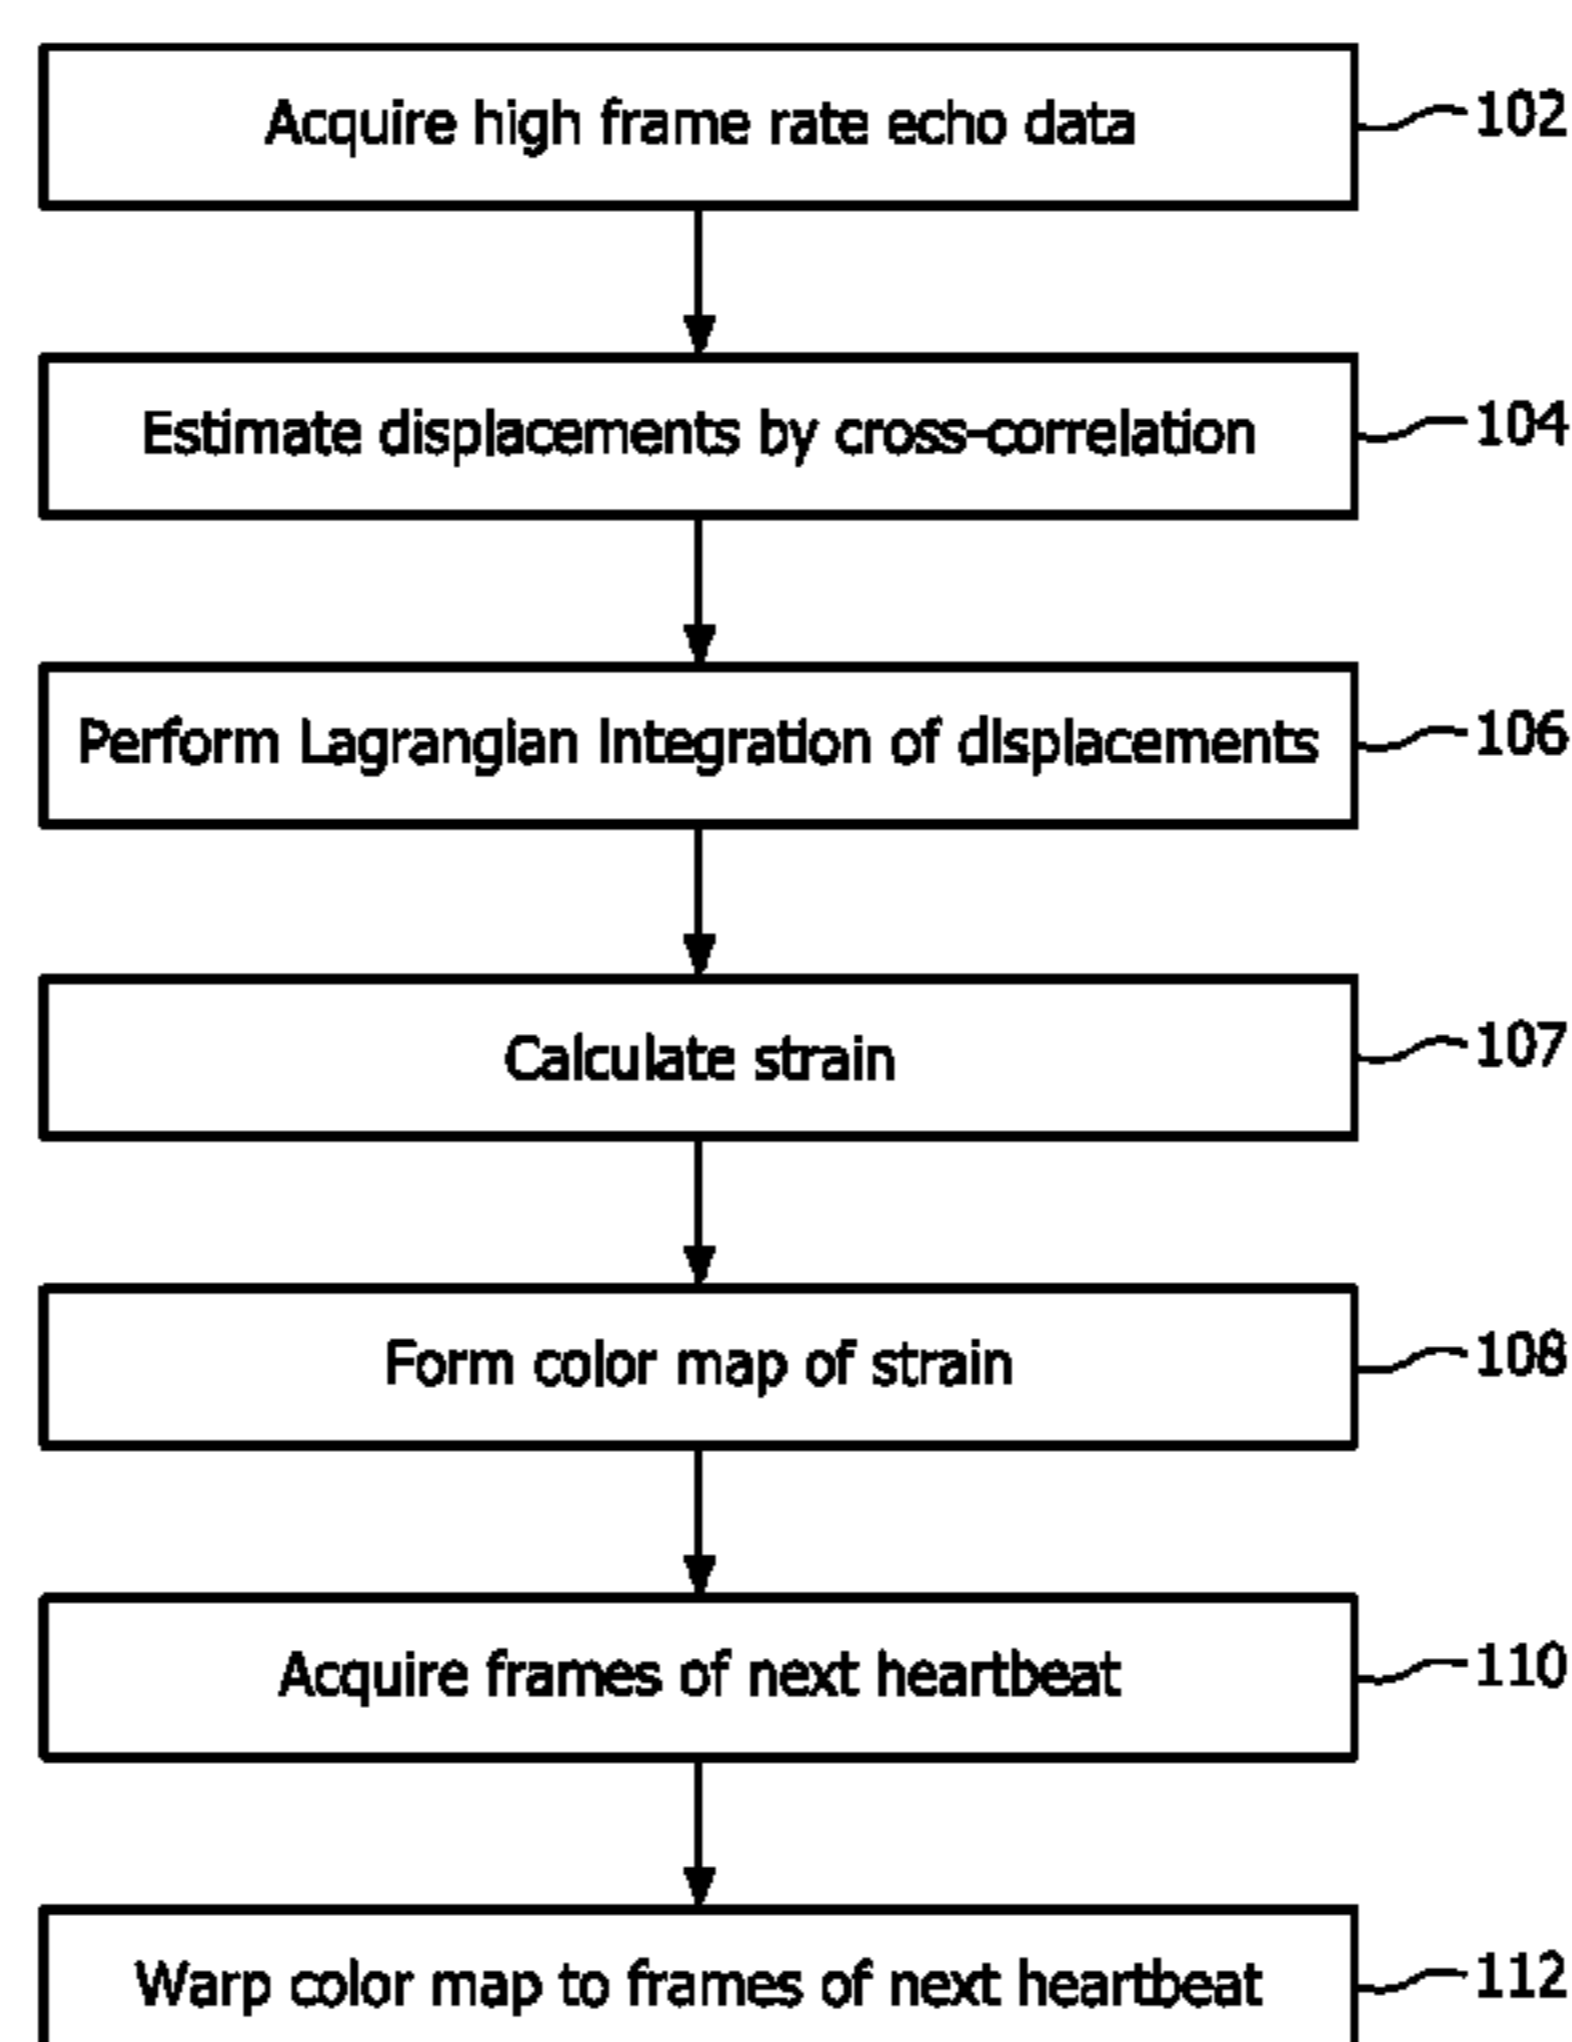 Acquire high frame rate echo data 102
Estimate displacements by cross-correlation 104
Perform Lagrangian Integration of displacements 106
Calculate strain 107
Form color map of strain 108
Acquire frames of next heartbeat 110
Warp color map to frames of next heartbeat 112